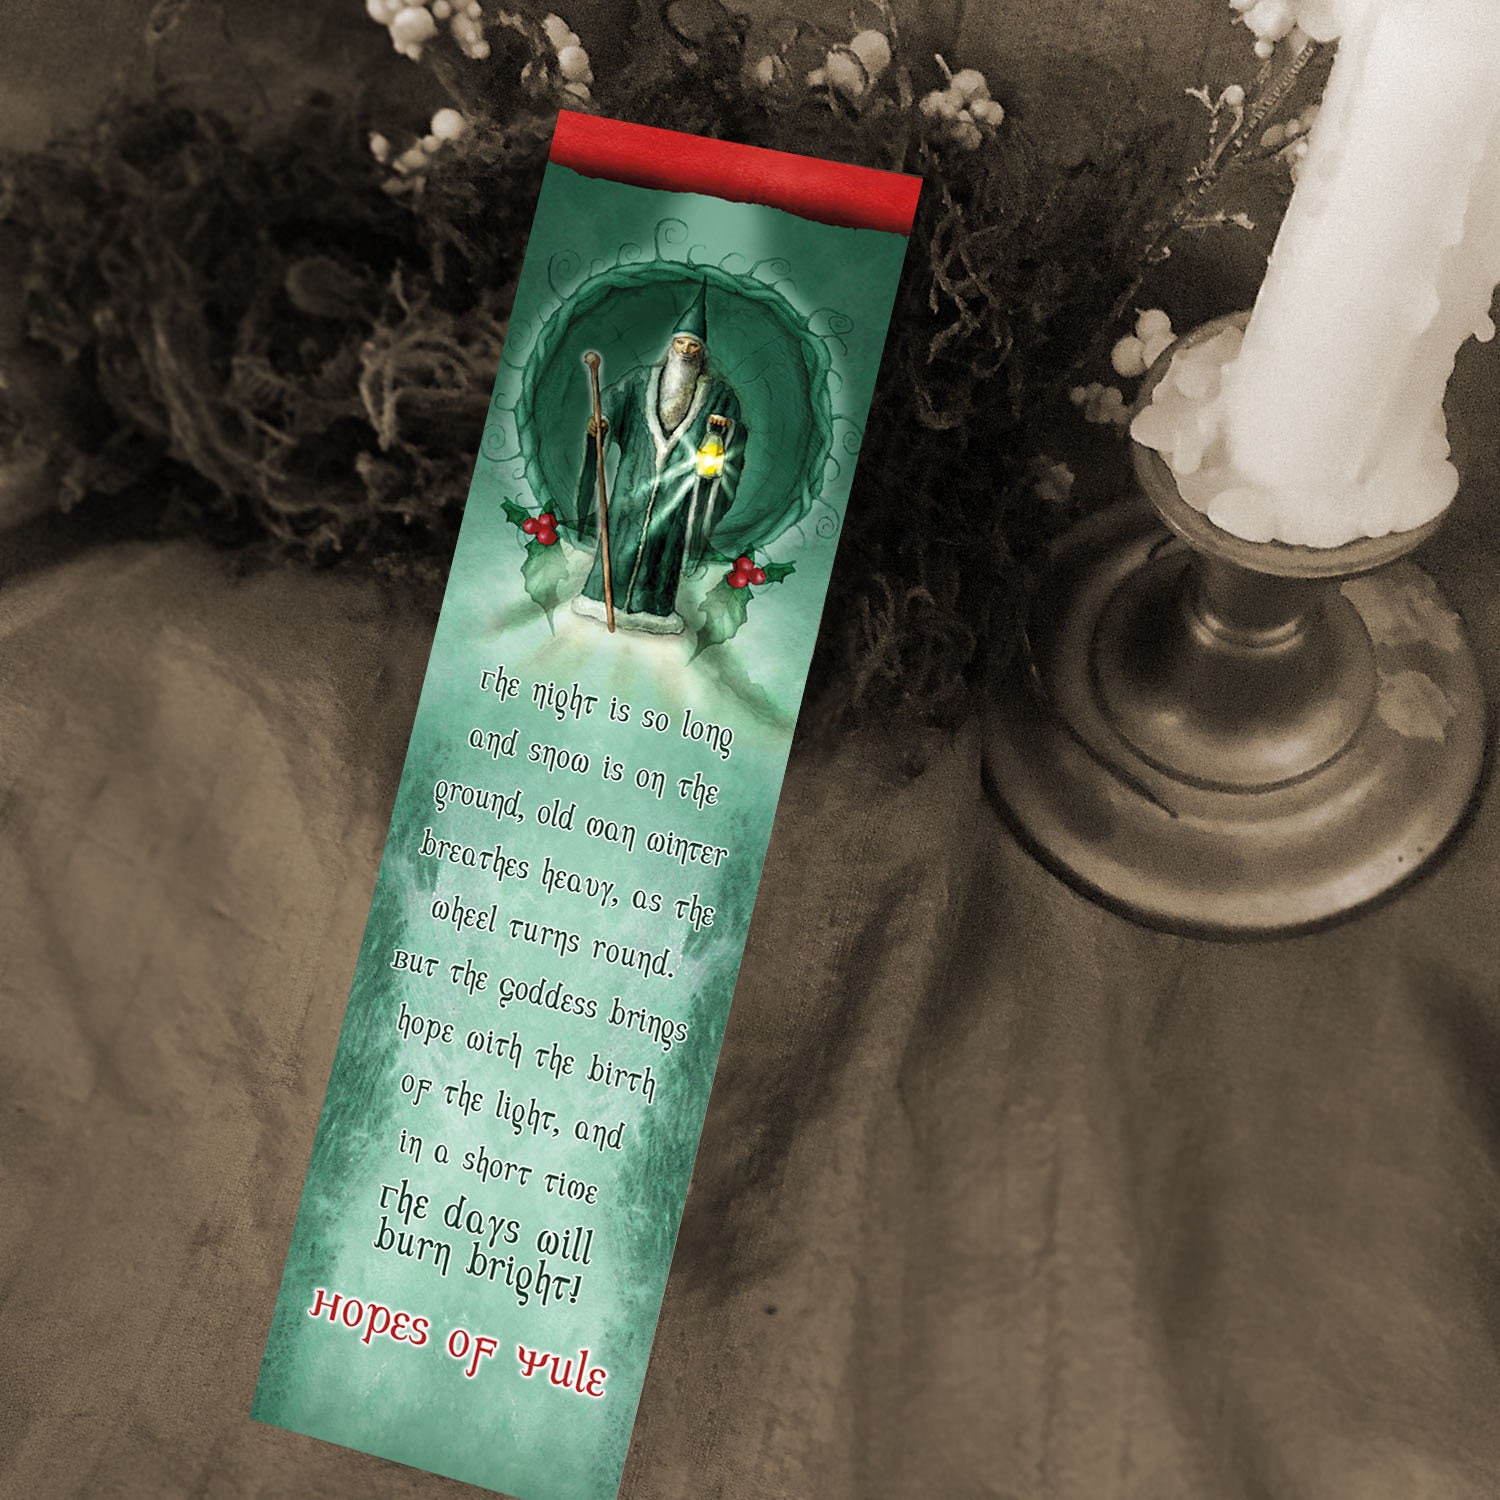 The night is so long
and snow is on the
ground, old man winter
breathes heavy, as the
wheel turns round.
But the Goddess brings
hope with the birth
of the light, and
in a short time
The days will
burn bright!
Hopes of Yule